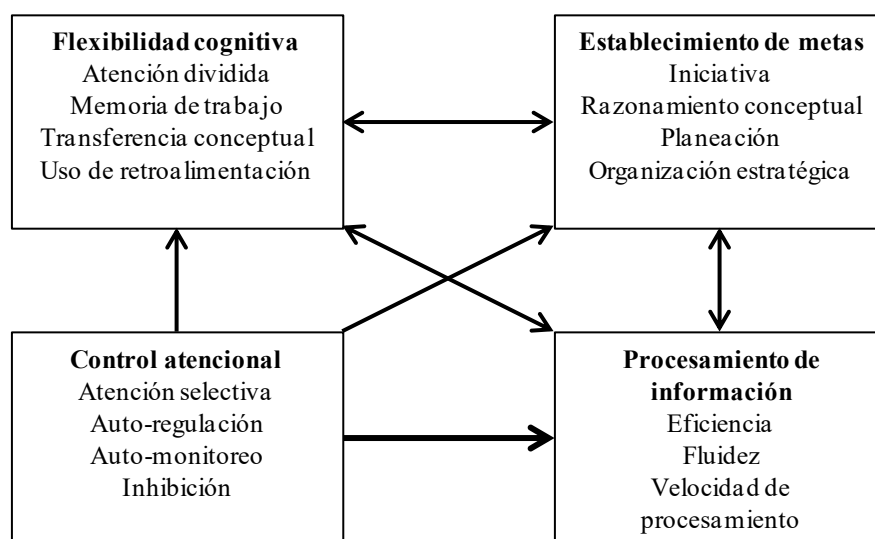 Flexibilidad cognitiva
Atención dividida
Memoria de trabajo
Transferencia conceptual
Uso de retroalimentación
Establecimiento de metas
Iniciativa
Razonamiento conceptual
Planeación
Organización estratégica
Control atencional
Atención selectiva
Auto-regulación
Auto-monitoreo
Inhibición
Procesamiento de
información
Eficiencia
Fluidez
Velocidad de
procesamiento